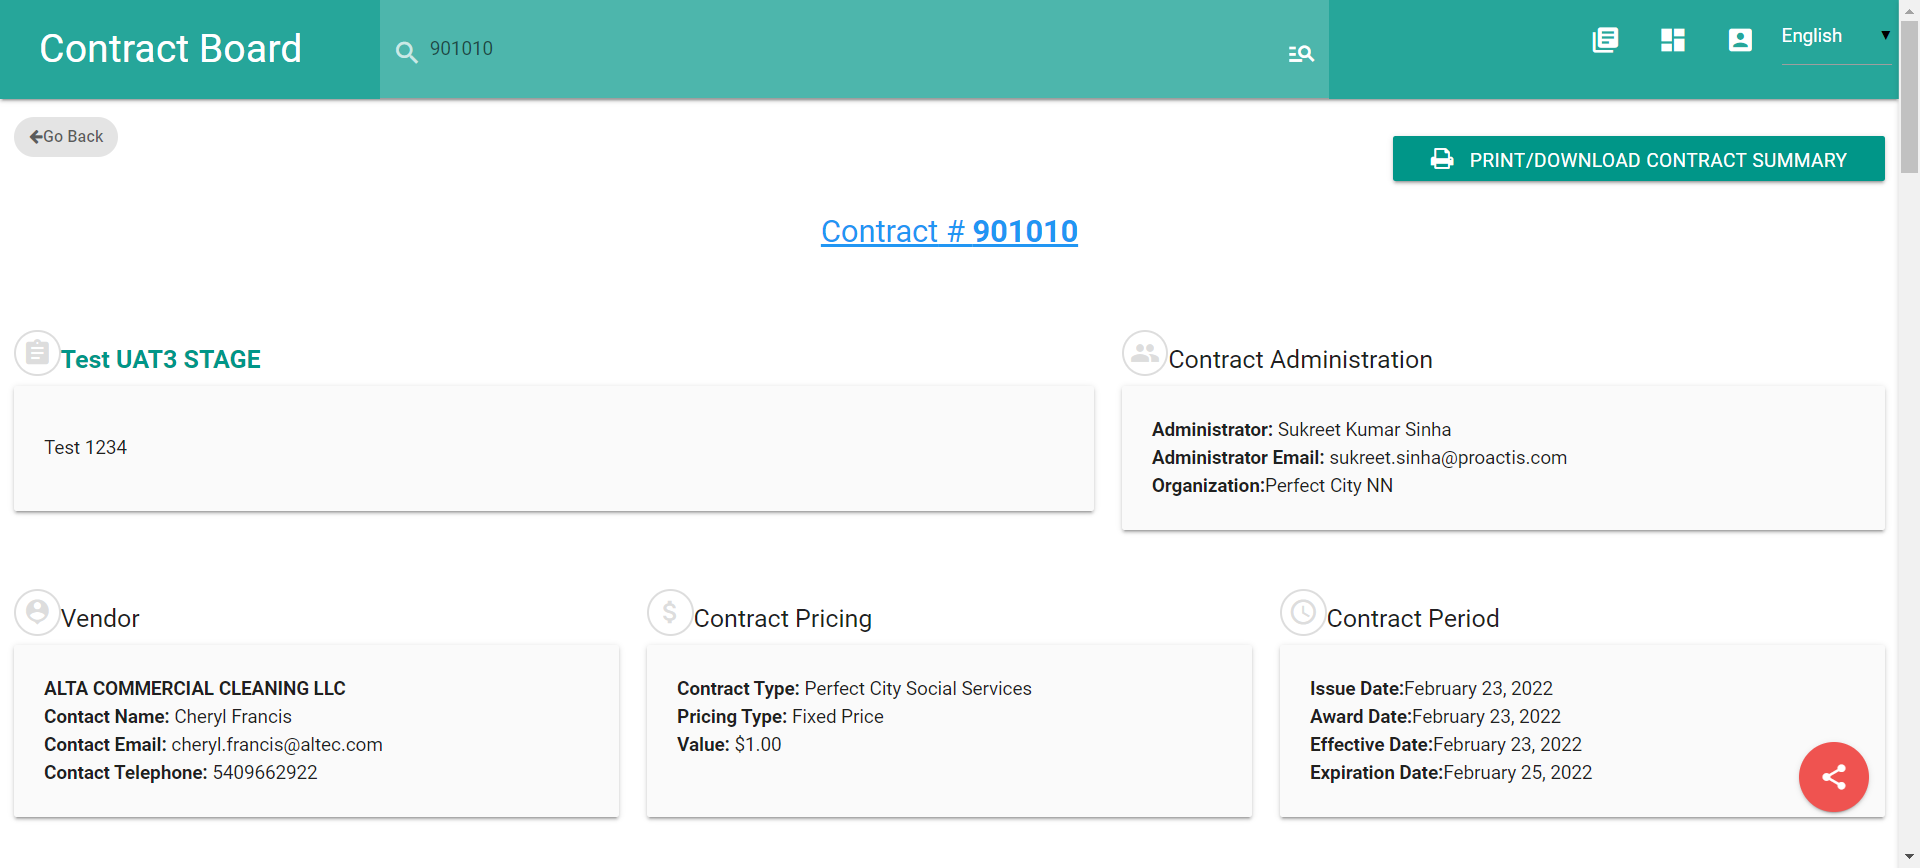 Contract Board
901010
English
Go Back
PRINT/DOWNLOAD CONTRACT SUMMARY
Contract # 901010
Test UAT3 STAGE
Test 1234
Contract Administration
Administrator: Sukreet Kumar Sinha
Administrator Email: sukreet.sinha@proactis.com
Organization:Perfect City NN
Vendor
ALTA COMMERCIAL CLEANING LLC
Contact Name: Cheryl Francis
Contact Email: cheryl.francis@altec.com
Contact Telephone: 5409662922
Contract Pricing
Contract Type: Perfect City Social Services
Pricing Type: Fixed Price
Value: $1.00
Contract Period
Issue Date:February 23, 2022
Award Date:February 23, 2022
Effective Date:February 23, 2022
Expiration Date:February 25, 2022